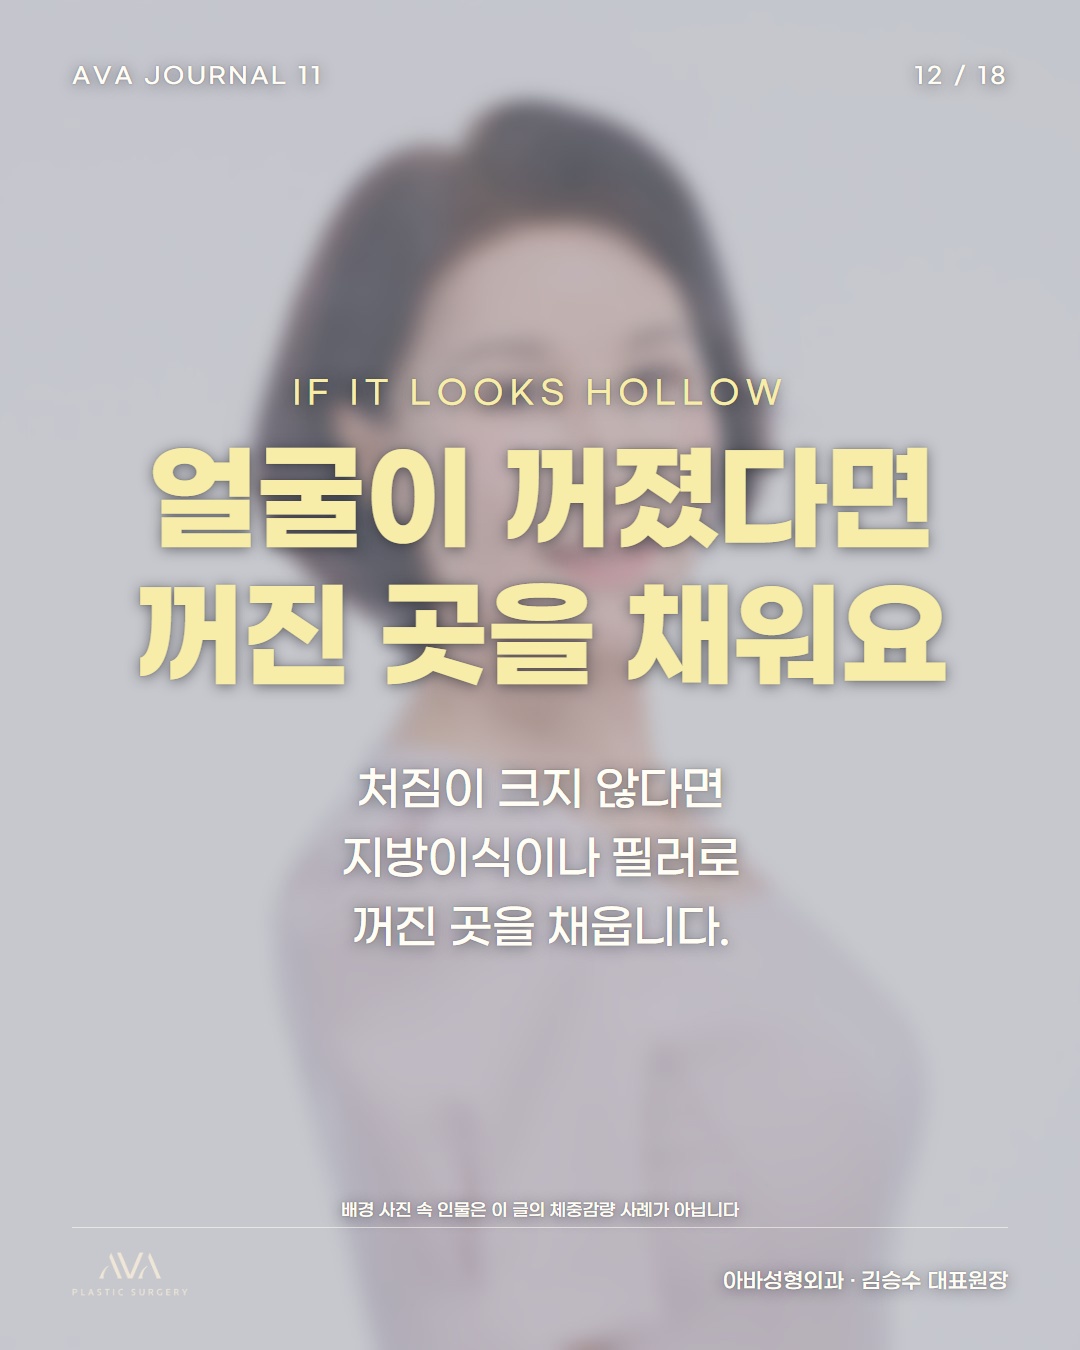 AVA JOURNAL 11
12 / 18
IF IT LOOKS HOLLOW
얼굴이 꺼졌다면
꺼진 곳을 채워요
처짐이 크지 않다면
지방이식이나 필러로
꺼진 곳을 채웁니다.
배경 사진 속 인물은 이 글의 체중감량 사례가 아닙니다
AVA
PLASTIC SURGERY
아바성형외과 · 김승수 대표원장